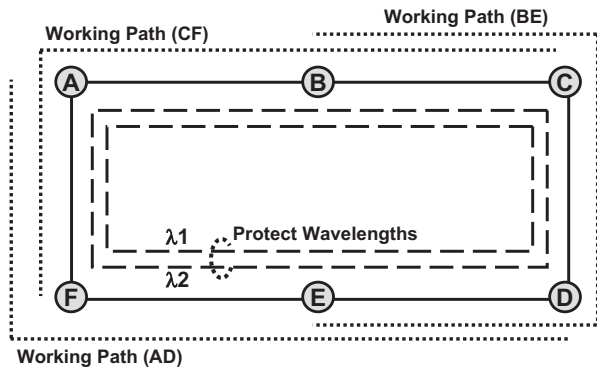 Working Path (BE)
Working Path (CF)
A
B
C
λ1
Protect Wavelengths
λ2
F
E
D
Working Path (AD)